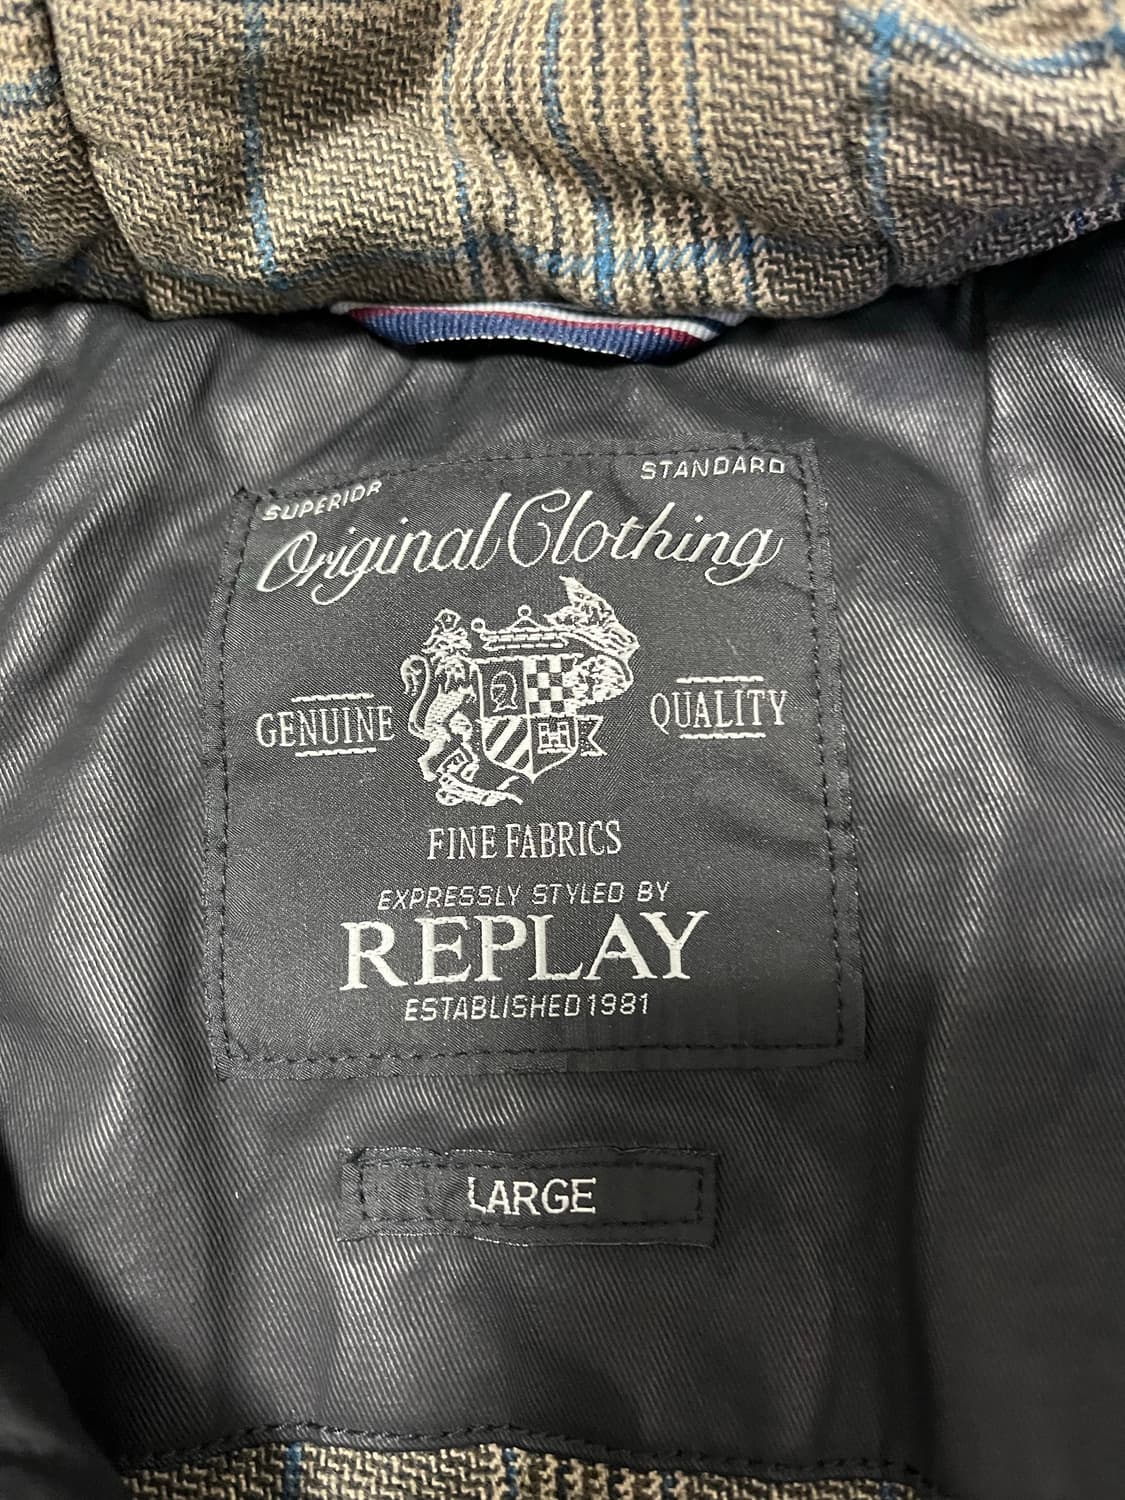 SUPERIOR
STANDARD
Original Clothing
GENUINE
QUALITY
FINE FABRICS
EXPRESSLY STYLED BY
REPLAY
ESTABLISHED 1981
LARGE